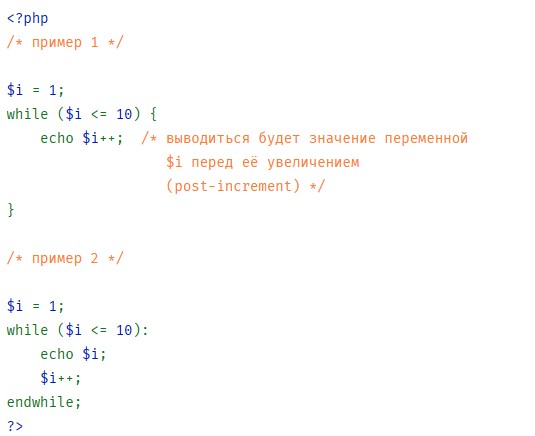 <?php
/* пример 1 */

$i = 1;
while ($i <= 10) {
    echo $i++;  /* выводиться будет значение переменной
                   $i перед её увеличением
                   (post-increment) */
}

/* пример 2 */

$i = 1;
while ($i <= 10):
    echo $i;
    $i++;
endwhile;
?>